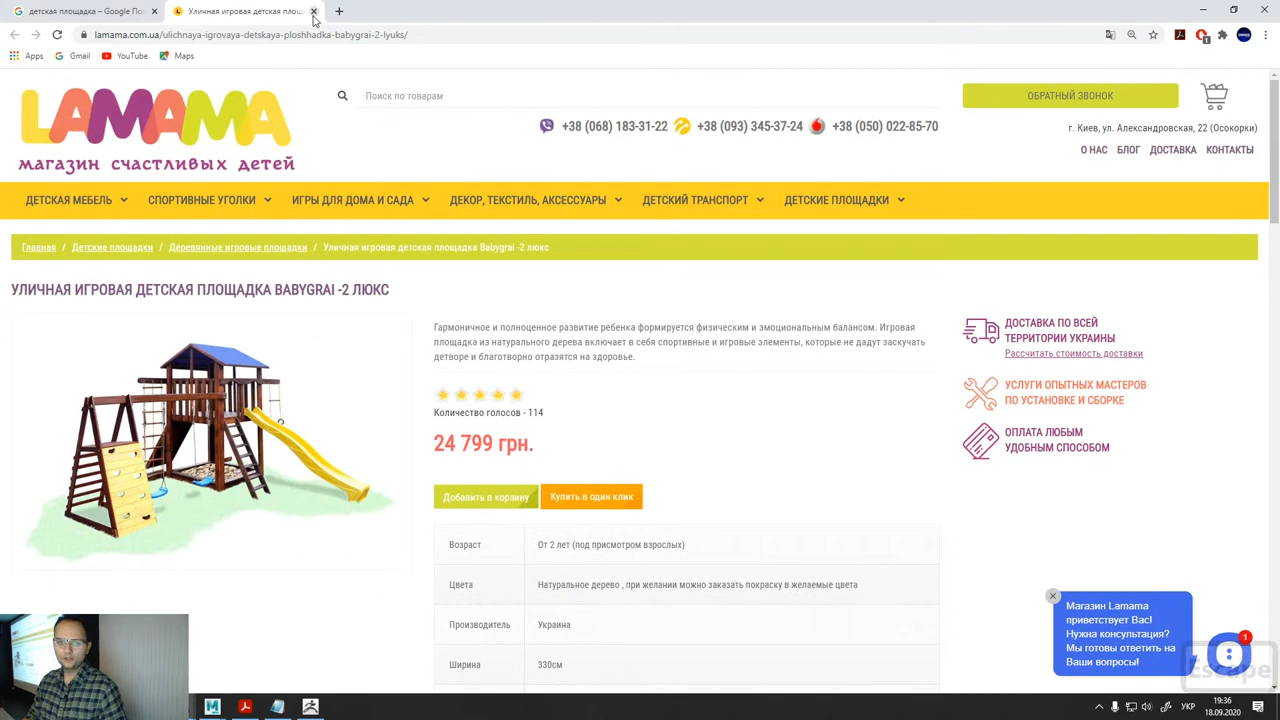 детская площадка – Google По
Уличная игровая детская площ
lamama.com.ua/ulichnaya-igrovaya-detskaya-ploshhadka-babygrai-2-lyuks/
1
Apps
Gmail
YouTube
Maps
LAMAMA
магазин счастливых детей
Поиск по товарам
+38 (068) 183-31-22
+38 (093) 345-37-24
+38 (050) 022-85-70
ОБРАТНЫЙ ЗВОНОК
г. Киев, ул. Александровская, 22 (Осокорки)
О НАС
БЛОГ
ДОСТАВКА
КОНТАКТЫ
ДЕТСКАЯ МЕБЕЛЬ
СПОРТИВНЫЕ УГОЛКИ
ИГРЫ ДЛЯ ДОМА И САДА
ДЕКОР, ТЕКСТИЛЬ, АКСЕССУАРЫ
ДЕТСКИЙ ТРАНСПОРТ
ДЕТСКИЕ ПЛОЩАДКИ
Главная / Детские площадки / Деревянные игровые площадки / Уличная игровая детская площадка Babygrai -2 люкс
УЛИЧНАЯ ИГРОВАЯ ДЕТСКАЯ ПЛОЩАДКА BABYGRAI -2 ЛЮКС
Гармоничное и полноценное развитие ребенка формируется физическим и эмоциональным балансом. Игровая
площадка из натурального дерева включает в себя спортивные и игровые элементы, которые не дадут заскучать
детворе и благотворно отразятся на здоровье.
Количество голосов - 114
24 799 грн.
Добавить в корзину
Купить в один клик
Возраст
От 2 лет (под присмотром взрослых)
Цвета
Натуральное дерево , при желании можно заказать покраску в желаемые цвета
Производитель
Украина
Ширина
330см
ДОСТАВКА ПО ВСЕЙ
ТЕРРИТОРИИ УКРАИНЫ
Рассчитать стоимость доставки
УСЛУГИ ОПЫТНЫХ МАСТЕРОВ
ПО УСТАНОВКЕ И СБОРКЕ
ОПЛАТА ЛЮБЫМ
УДОБНЫМ СПОСОБОМ
Магазин Lamama
приветствует Вас!
Нужна консультация?
Мы готовы ответить на
Ваши вопросы!
1
Escape
УКР
19:36
18.09.2020